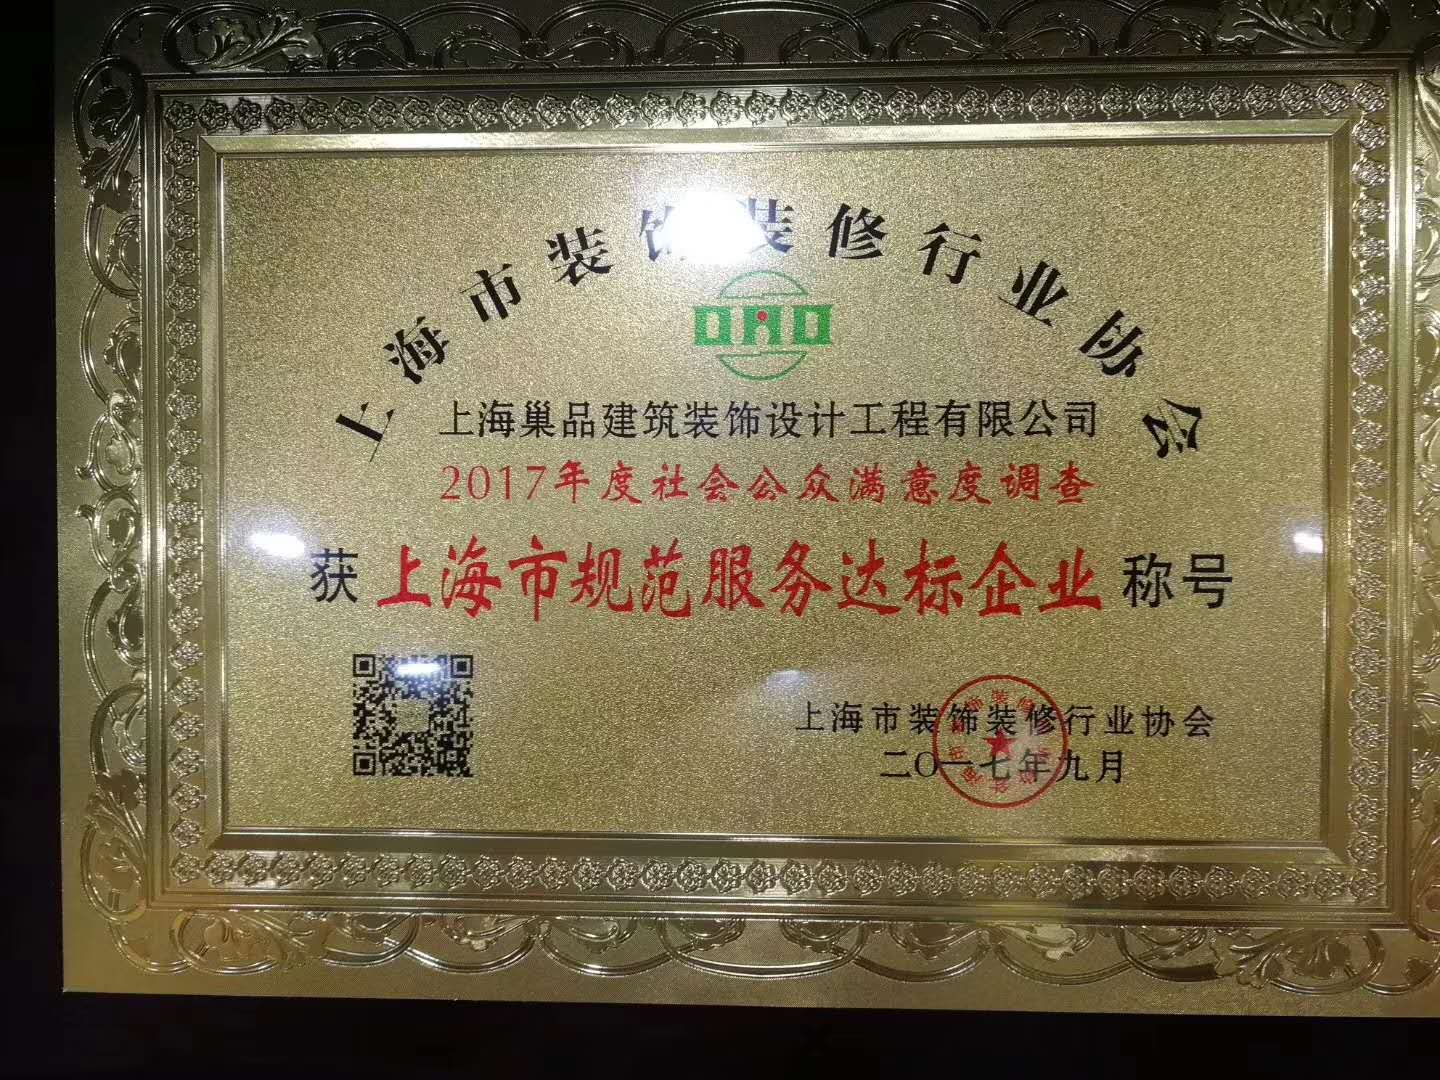 上海市装饰装修行业协会
上海巢品建筑装饰设计工程有限公司
2017年度社会公众满意度调查
获上海市规范服务达标企业称号
上海市装饰装修行业协会
二〇一七年九月